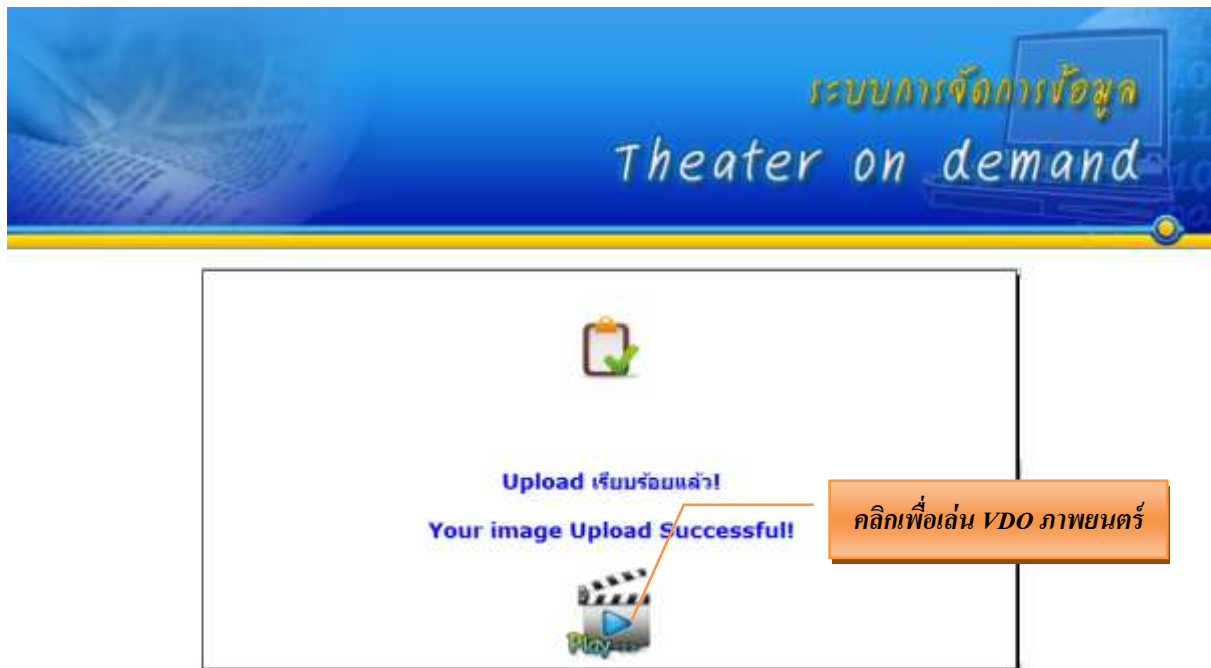 ระบบการจัดการข้อมูล
Theater on demand
Upload เรียบร้อยแล้ว!
Your image Upload Successful!
คลิกเพื่อเล่น VDO ภาพยนตร์
Play